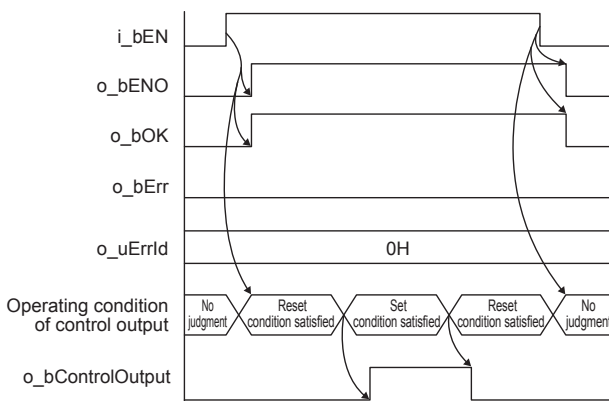 i_bEN
o_bENO
o_bOK
o_bErr
o_uErrId
0H
Operating condition
of control output
No
judgment
Reset
condition satisfied
Set
condition satisfied
Reset
condition satisfied
No
judgment
o_bControlOutput